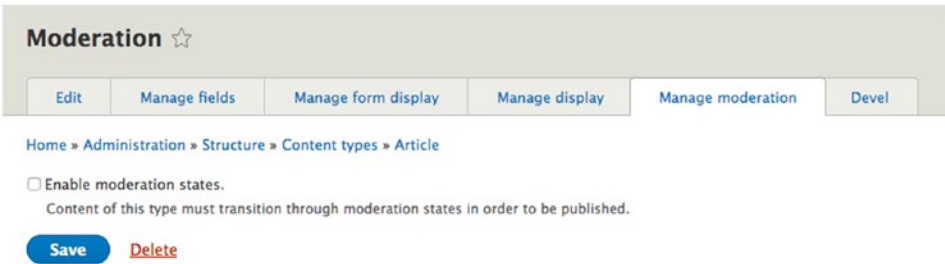 Moderation
Edit Manage fields Manage form display Manage display Manage moderation Devel
Home » Administration » Structure » Content types » Article
Enable moderation states.
Content of this type must transition through moderation states in order to be published.
Save Delete